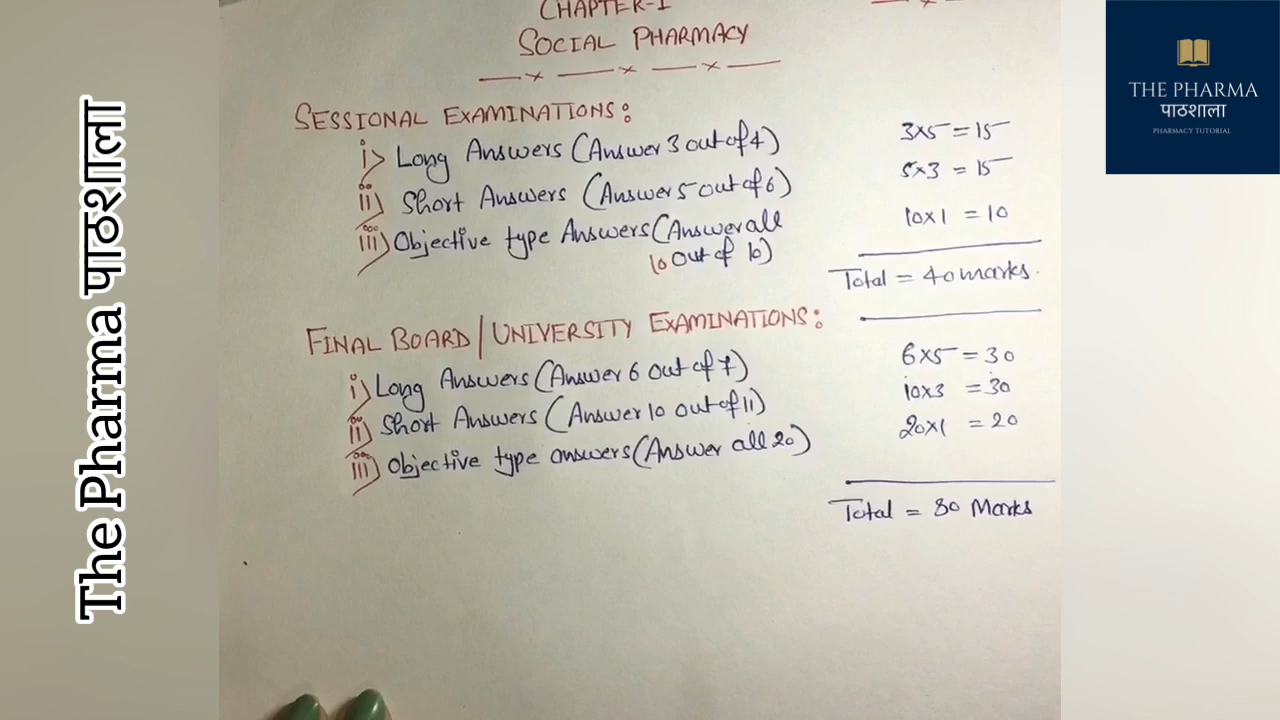 CHAPTER-I
SOCIAL PHARMACY
SESSIONAL EXAMINATIONS:
i) Long Answers (Answer 3 out of 4) 3x5 = 15
ii) Short Answers (Answer 5 out of 6) 5x3 = 15
iii) Objective type Answers (Answer all 10x1 = 10
10 out of 10)
Total = 40 marks.
FINAL BOARD/UNIVERSITY EXAMINATIONS:
i) Long Answers (Answer 6 out of 7) 6x5 = 30
ii) Short Answers (Answer 10 out of 11) 10x3 = 30
iii) Objective type answers (Answer all 20) 20x1 = 20
Total = 80 Marks
The Pharma पाठशाला
THE PHARMA
पाठशाला
PHARMACY TUTORIAL